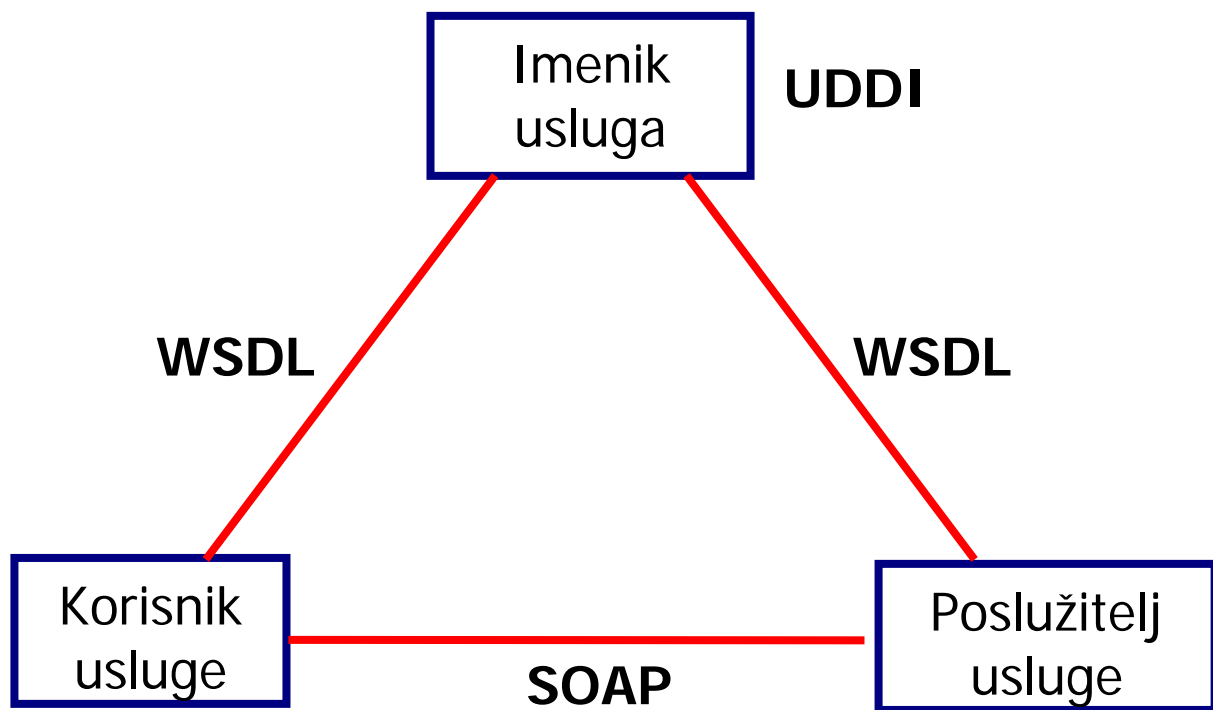 Imenik
usluga
UDDI
WSDL
WSDL
Korisnik
usluge
SOAP
Poslužitelj
usluge